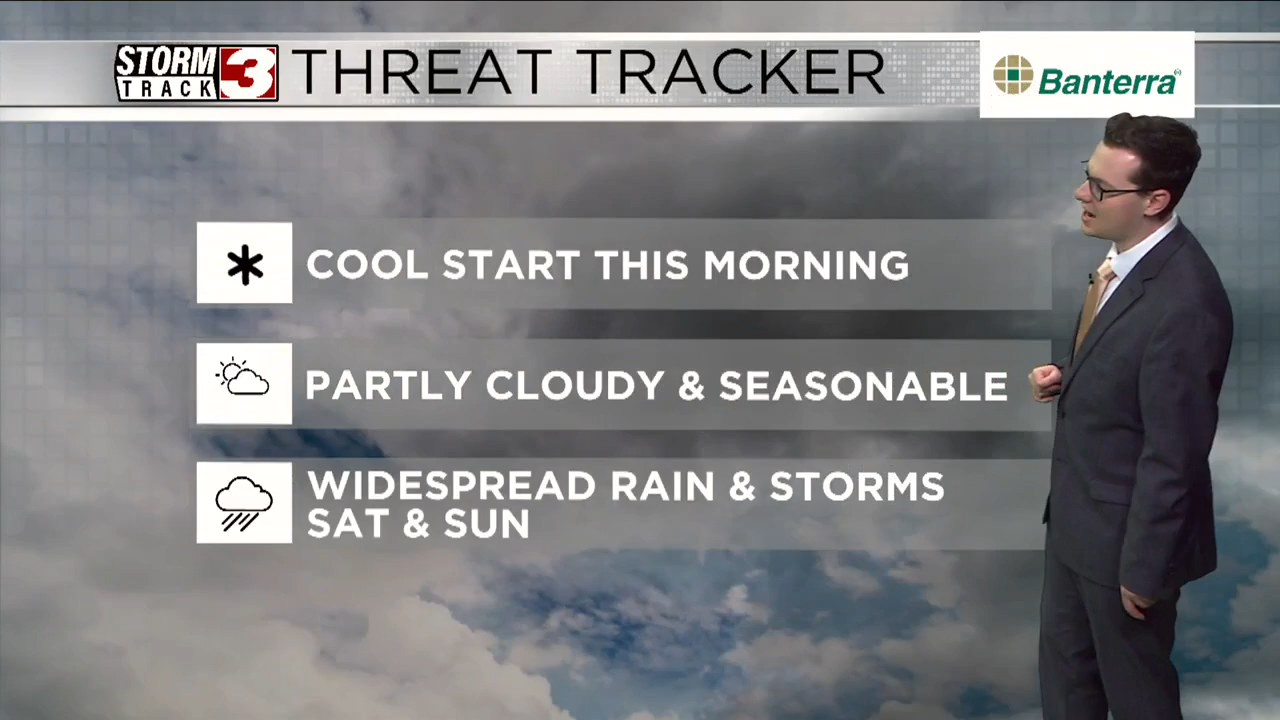 STORM TRACK 3 THREAT TRACKER
Banterra®
COOL START THIS MORNING
PARTLY CLOUDY & SEASONABLE
WIDESPREAD RAIN & STORMS
SAT & SUN